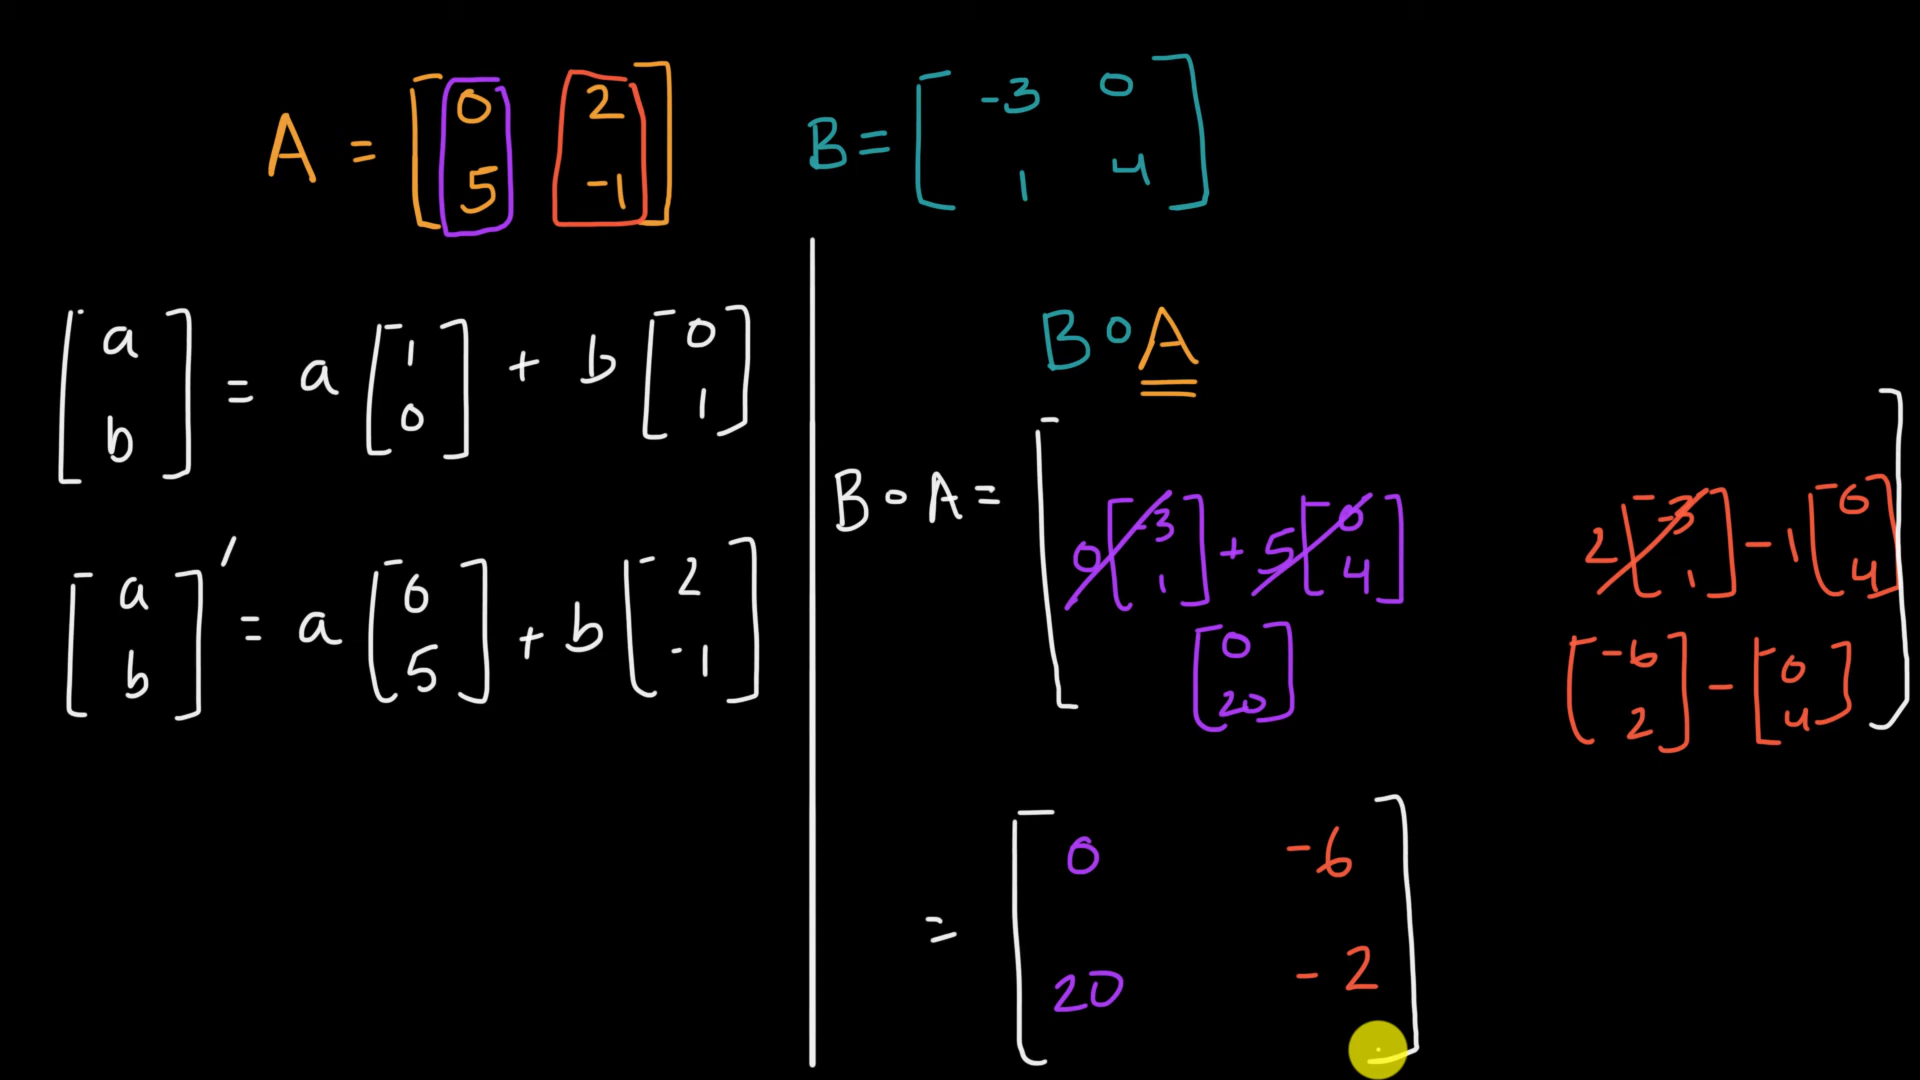 A = [0 2; 5 -1]
B = [-3 0; 1 4]
[a; b] = a [1; 0] + b [0; 1]
[a; b]′ = a [0; 5] + b [2; -1]
B ∘ A
B ∘ A = [ 0 [-3; 1] + 5 [0; 4]   2 [-3; 1] - 1 [0; 4] ]
[0; 20]   [-6; 2] - [0; 4]
= [0 -6; 20 -2]